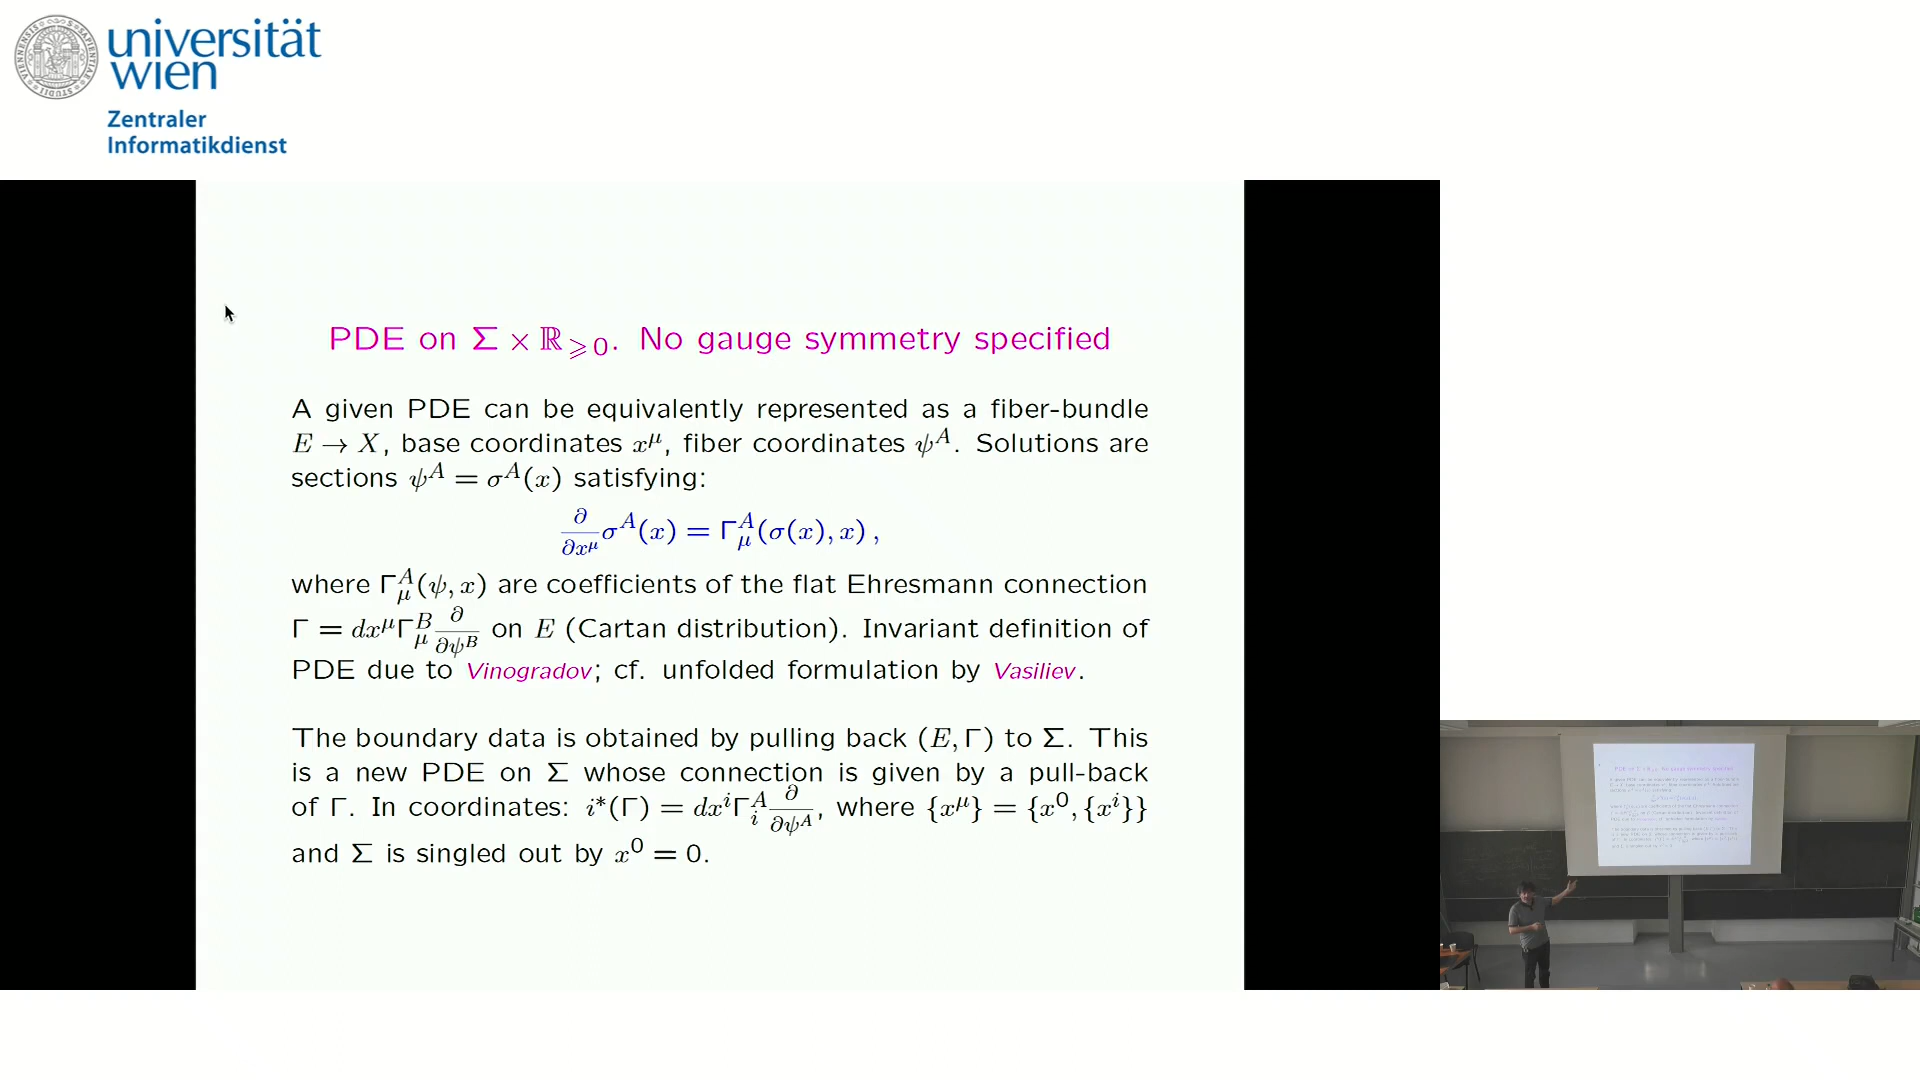 universität
wien
Zentraler
Informatikdienst
PDE on Σ × ℝ⩾0. No gauge symmetry specified
A given PDE can be equivalently represented as a fiber-bundle
E → X, base coordinates x^μ, fiber coordinates ψ^A. Solutions are
sections ψ^A = σ^A(x) satisfying:
∂/∂x^μ σ^A(x) = Γ^A_μ(σ(x), x) ,
where Γ^A_μ(ψ, x) are coefficients of the flat Ehresmann connection
Γ = dx^μ Γ^B_μ ∂/∂ψ^B on E (Cartan distribution). Invariant definition of
PDE due to Vinogradov; cf. unfolded formulation by Vasiliev.
The boundary data is obtained by pulling back (E, Γ) to Σ. This
is a new PDE on Σ whose connection is given by a pull-back
of Γ. In coordinates: i*(Γ) = dx^i Γ^A_i ∂/∂ψ^A, where {x^μ} = {x^0, {x^i}}
and Σ is singled out by x^0 = 0.